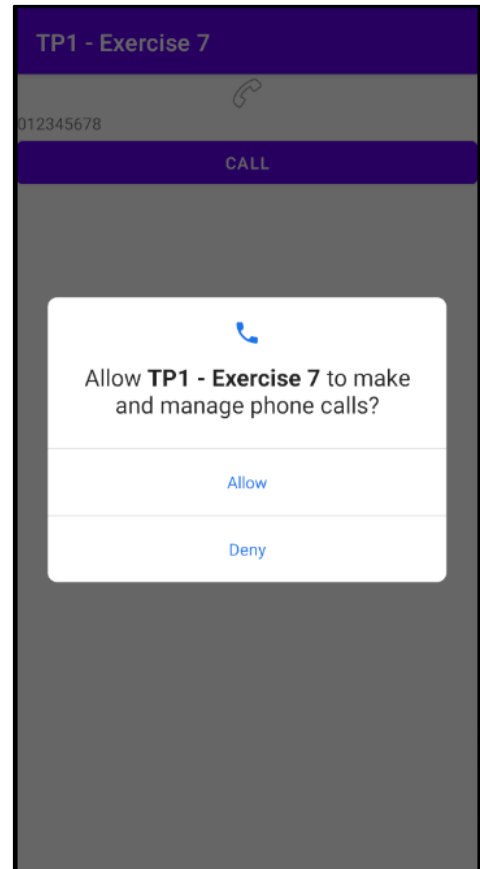 TP1 - Exercise 7
012345678
CALL
Allow TP1 - Exercise 7 to make
and manage phone calls?
Allow
Deny